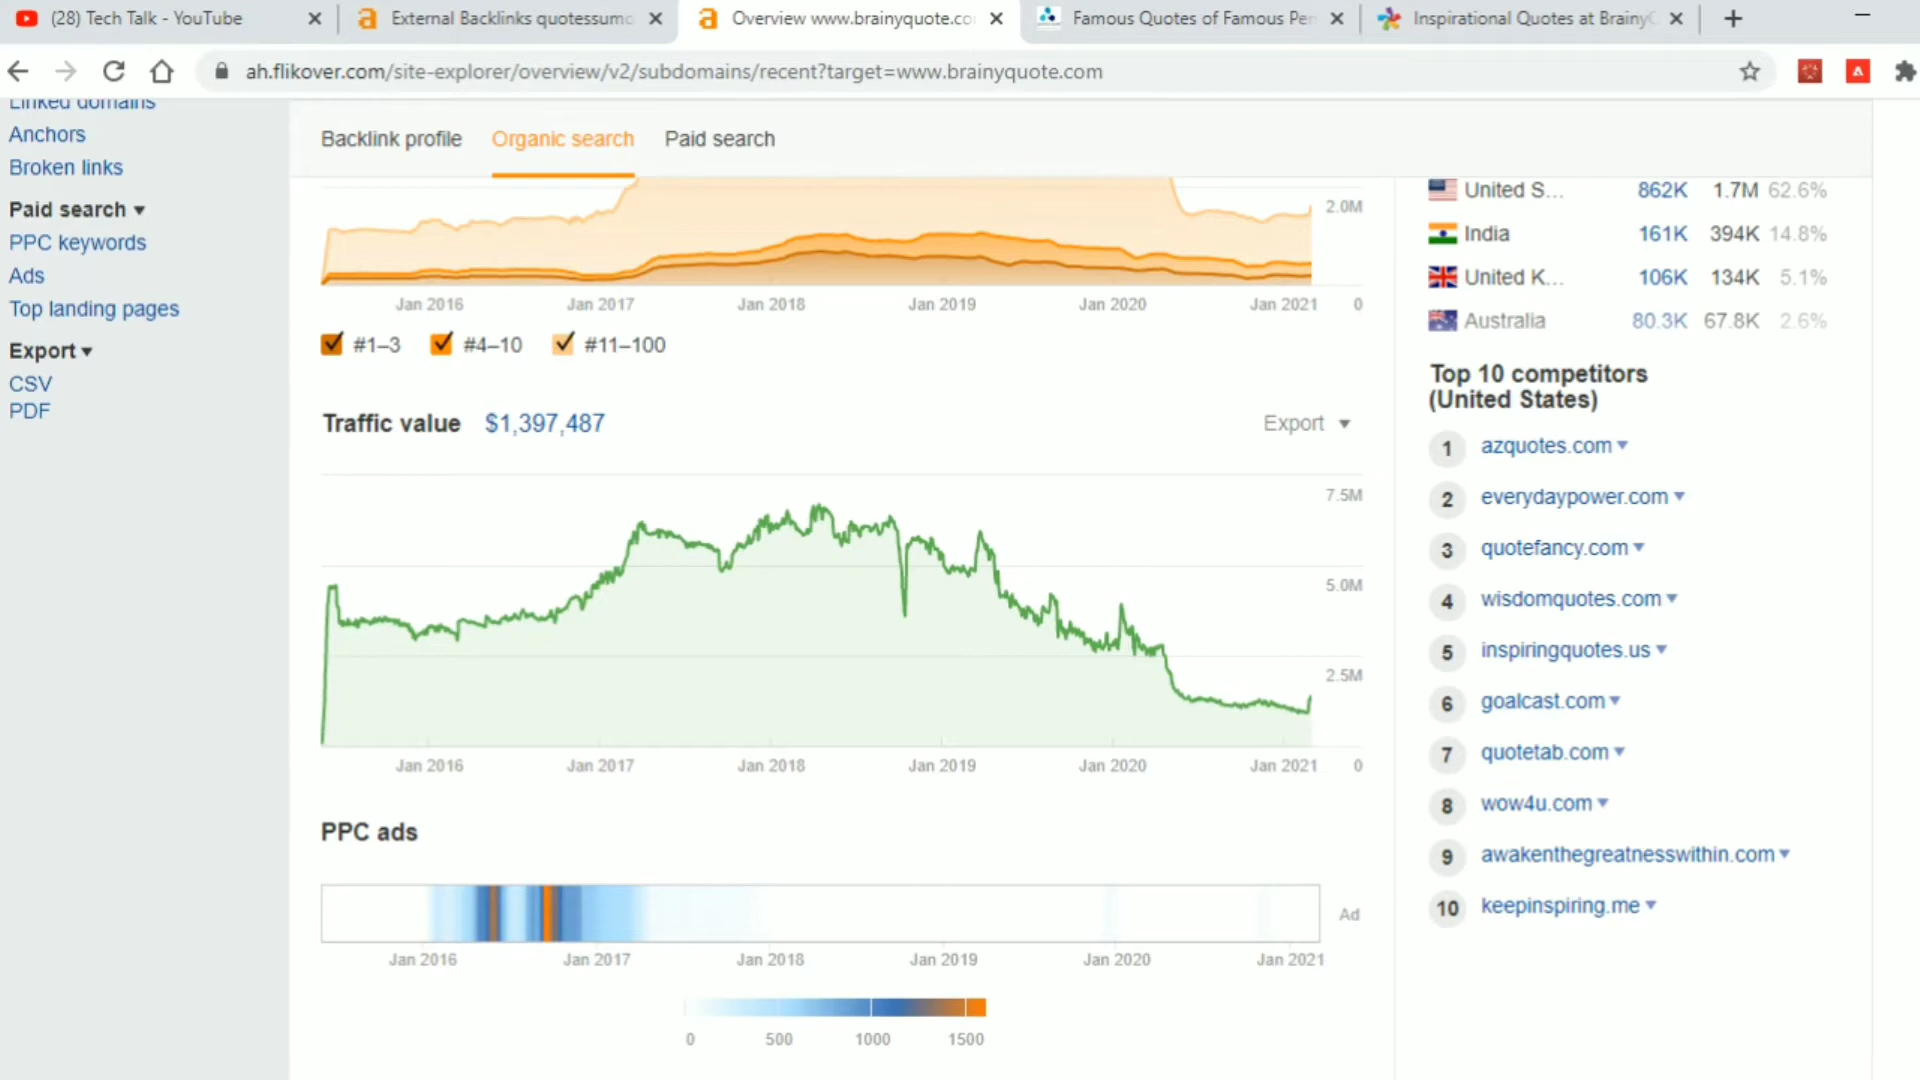 (28) Tech Talk - YouTube
External Backlinks quotessumo
Overview www.brainyquote.co
Famous Quotes of Famous Per
Inspirational Quotes at BrainyQ
ah.flikover.com/site-explorer/overview/v2/subdomains/recent?target=www.brainyquote.com
Linked domains
Anchors
Broken links
Paid search
PPC keywords
Ads
Top landing pages
Export
CSV
PDF
Backlink profile Organic search Paid search
2.0M
Jan 2016 Jan 2017 Jan 2018 Jan 2019 Jan 2020 Jan 2021 0
#1–3 #4–10 #11–100
Traffic value $1,397,487 Export
7.5M
5.0M
2.5M
Jan 2016 Jan 2017 Jan 2018 Jan 2019 Jan 2020 Jan 2021 0
PPC ads
Ad
Jan 2016 Jan 2017 Jan 2018 Jan 2019 Jan 2020 Jan 2021
0 500 1000 1500
United S... 862K 1.7M 62.6%
India 161K 394K 14.8%
United K... 106K 134K 5.1%
Australia 80.3K 67.8K 2.6%
Top 10 competitors
(United States)
1 azquotes.com
2 everydaypower.com
3 quotefancy.com
4 wisdomquotes.com
5 inspiringquotes.us
6 goalcast.com
7 quotetab.com
8 wow4u.com
9 awakenthegreatnesswithin.com
10 keepinspiring.me